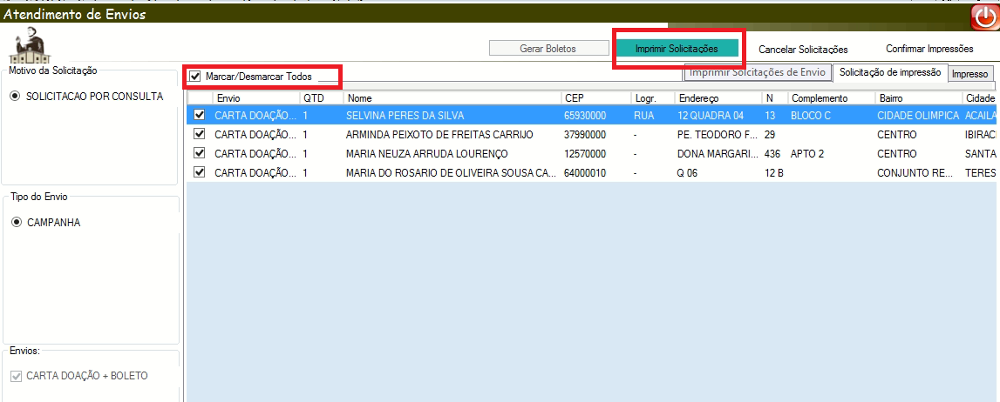 Atendimento de Envios
Gerar Boletos Imprimir Solicitações Cancelar Solicitações Confirmar Impressões
Motivo da Solicitação
SOLICITACAO POR CONSULTA
Tipo do Envio
CAMPANHA
Envios:
CARTA DOAÇÃO + BOLETO
Marcar/Desmarcar Todos
Imprimir Solcitações de Envio Solicitação de impressão Impresso
Envio QTD Nome CEP Logr. Endereço N Complemento Bairro Cidade
CARTA DOAÇÃO... 1 SELVINA PERES DA SILVA 65930000 RUA 12 QUADRA 04 13 BLOCO C CIDADE OLIMPICA ACAILA
CARTA DOAÇÃO... 1 ARMINDA PEIXOTO DE FREITAS CARRIJO 37990000 - PE. TEODORO F... 29 CENTRO IBIRAC
CARTA DOAÇÃO... 1 MARIA NEUZA ARRUDA LOURENÇO 12570000 - DONA MARGARI... 436 APTO 2 CENTRO SANTA
CARTA DOAÇÃO... 1 MARIA DO ROSARIO DE OLIVEIRA SOUSA CA... 64000010 - Q 06 12 B CONJUNTO RE... TERES